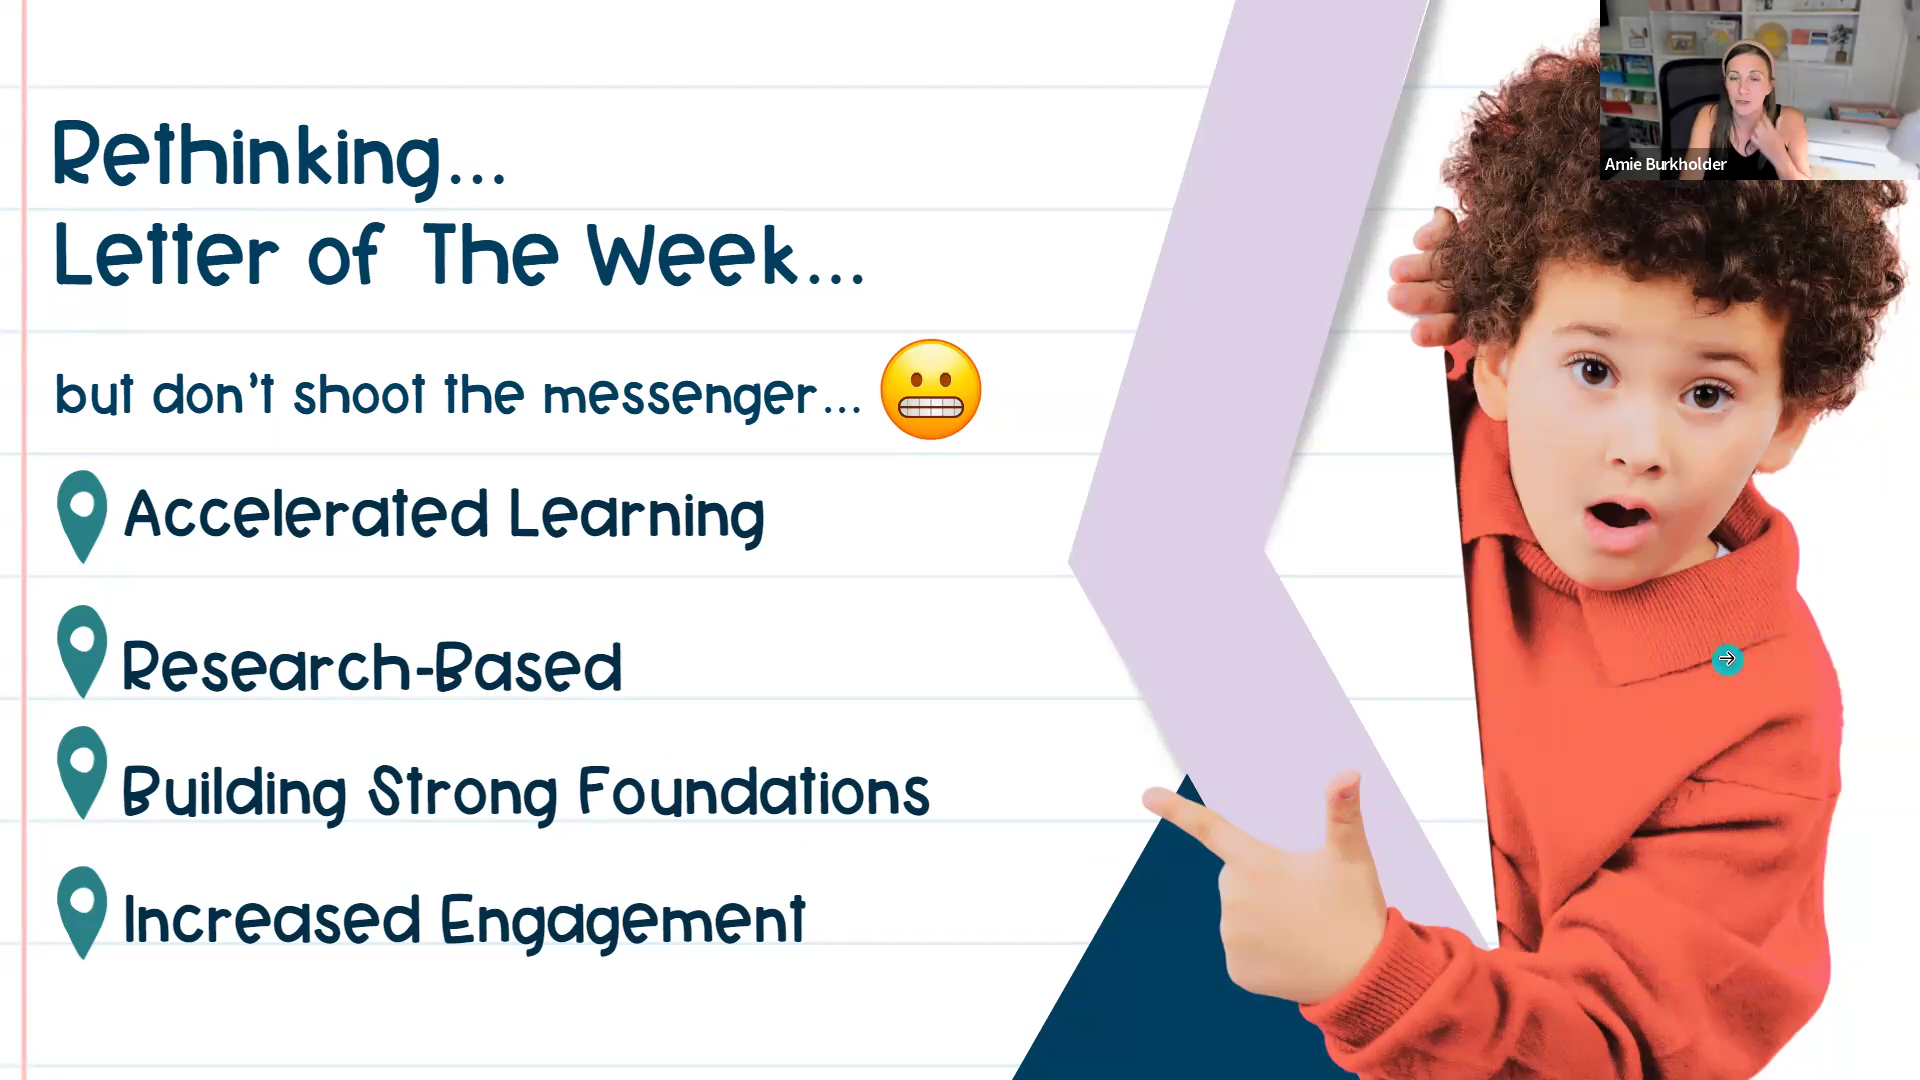 Rethinking...
Letter of The Week...
but don't shoot the messenger...
Accelerated Learning
Research-Based
Building Strong Foundations
Increased Engagement
Amie Burkholder